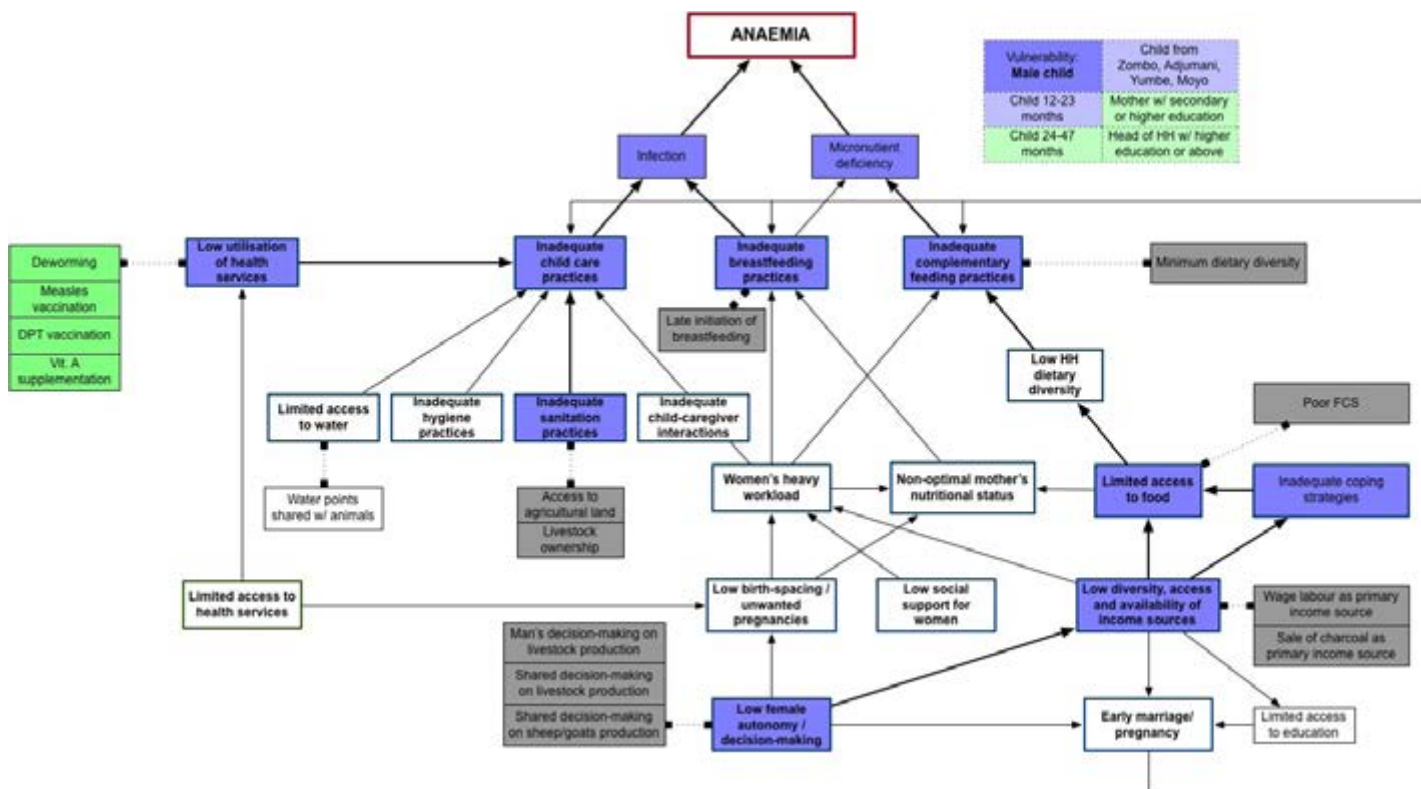 ANAEMIA
Vulnerability:
Male child
Child from
Zombo, Adjumani,
Yumbe, Moyo
Child 12-23
months
Mother w/ secondary
or higher education
Child 24-47
months
Head of HH w/ higher
education or above
Infection
Micronutrient
deficiency
Low utilisation
of health
services
Inadequate
child care
practices
Inadequate
breastfeeding
practices
Inadequate
complementary
feeding practices
Minimum dietary diversity
Deworming
Measles
vaccination
DPT vaccination
Vit. A
supplementation
Late initiation of
breastfeeding
Low HH
dietary
diversity
Limited access
to water
Inadequate
hygiene
practices
Inadequate
sanitation
practices
Inadequate
child-caregiver
interactions
Poor FCS
Women's heavy
workload
Non-optimal mother's
nutritional status
Limited access
to food
Inadequate coping
strategies
Water points
shared w/ animals
Access to
agricultural land
Livestock
ownership
Limited access to
health services
Low birth-spacing /
unwanted
pregnancies
Low social
support for
women
Low diversity, access
and availability of
income sources
Wage labour as primary
income source
Sale of charcoal as
primary income source
Man's decision-making on
livestock production
Shared decision-making
on livestock production
Shared decision-making
on sheep/goats production
Low female
autonomy /
decision-making
Early marriage/
pregnancy
Limited access
to education